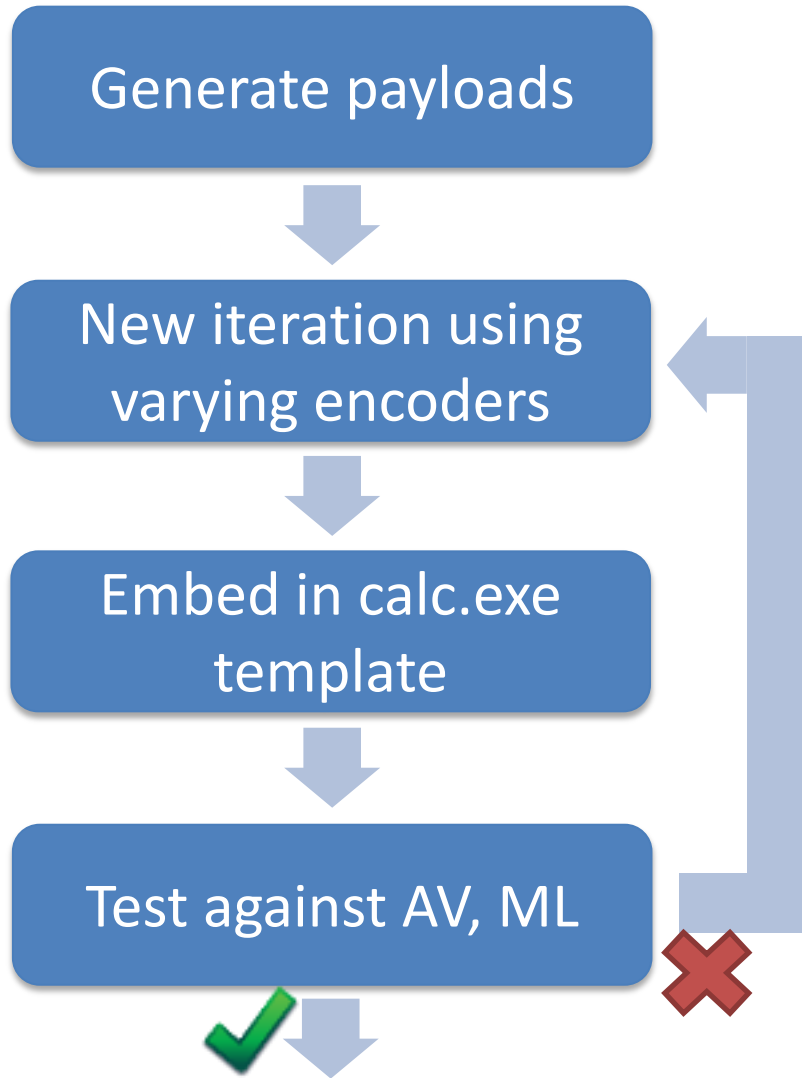 Generate payloads
New iteration using
varying encoders
Embed in calc.exe
template
Test against AV, ML